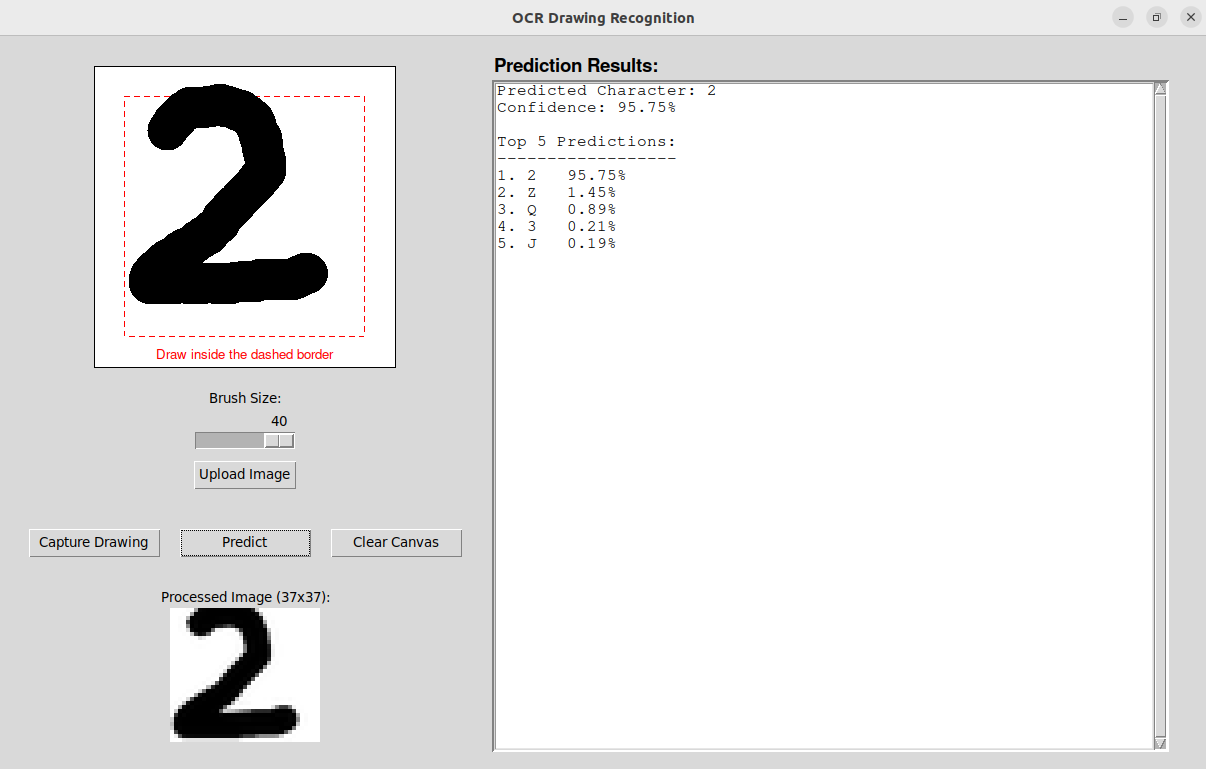 OCR Drawing Recognition
2
Draw inside the dashed border
Brush Size:
40
Upload Image
Capture Drawing Predict Clear Canvas
Processed Image (37x37):
2
Prediction Results:
Predicted Character: 2
Confidence: 95.75%
Top 5 Predictions:
------------------
1. 2 95.75%
2. Z 1.45%
3. Q 0.89%
4. 3 0.21%
5. J 0.19%